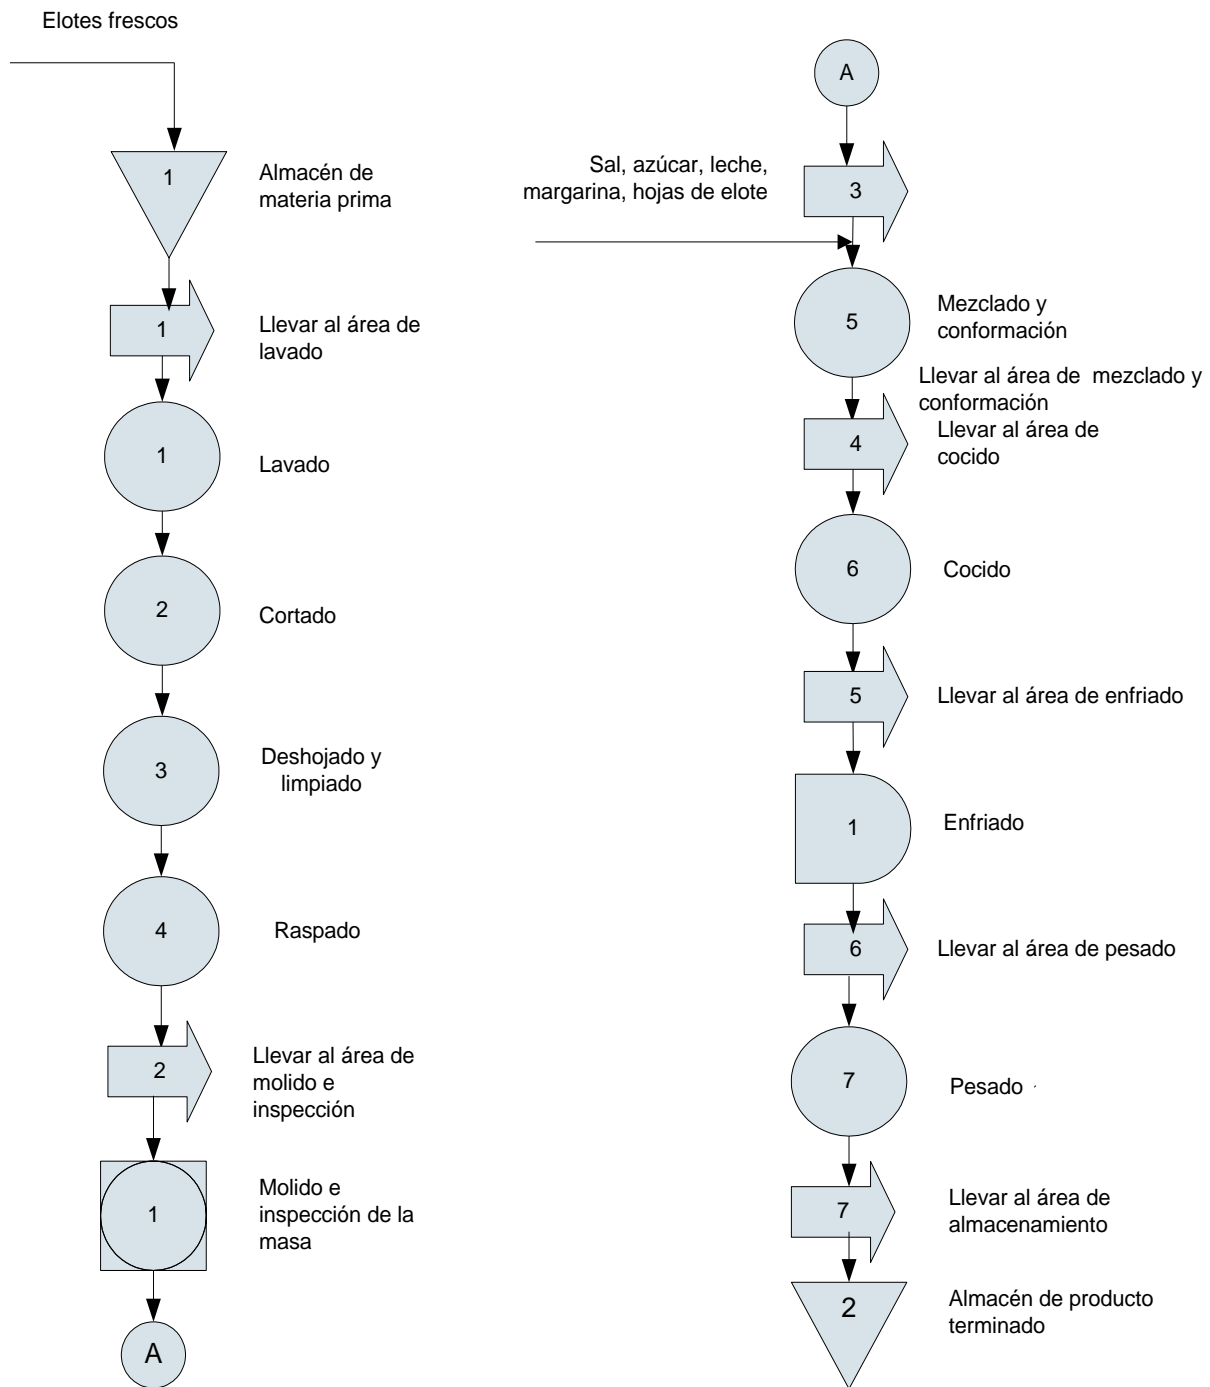 Elotes frescos
1
Almacén de
materia prima
1
Llevar al área de
lavado
1
Lavado
2
Cortado
3
Deshojado y
limpiado
4
Raspado
2
Llevar al área de
molido e
inspección
1
Molido e
inspección de la
masa
A
A
Sal, azúcar, leche,
margarina, hojas de elote
3
5
Mezclado y
conformación
Llevar al área de mezclado y
conformación
4
Llevar al área de
cocido
6
Cocido
5
Llevar al área de enfriado
1
Enfriado
6
Llevar al área de pesado
7
Pesado
7
Llevar al área de
almacenamiento
2
Almacén de producto
terminado